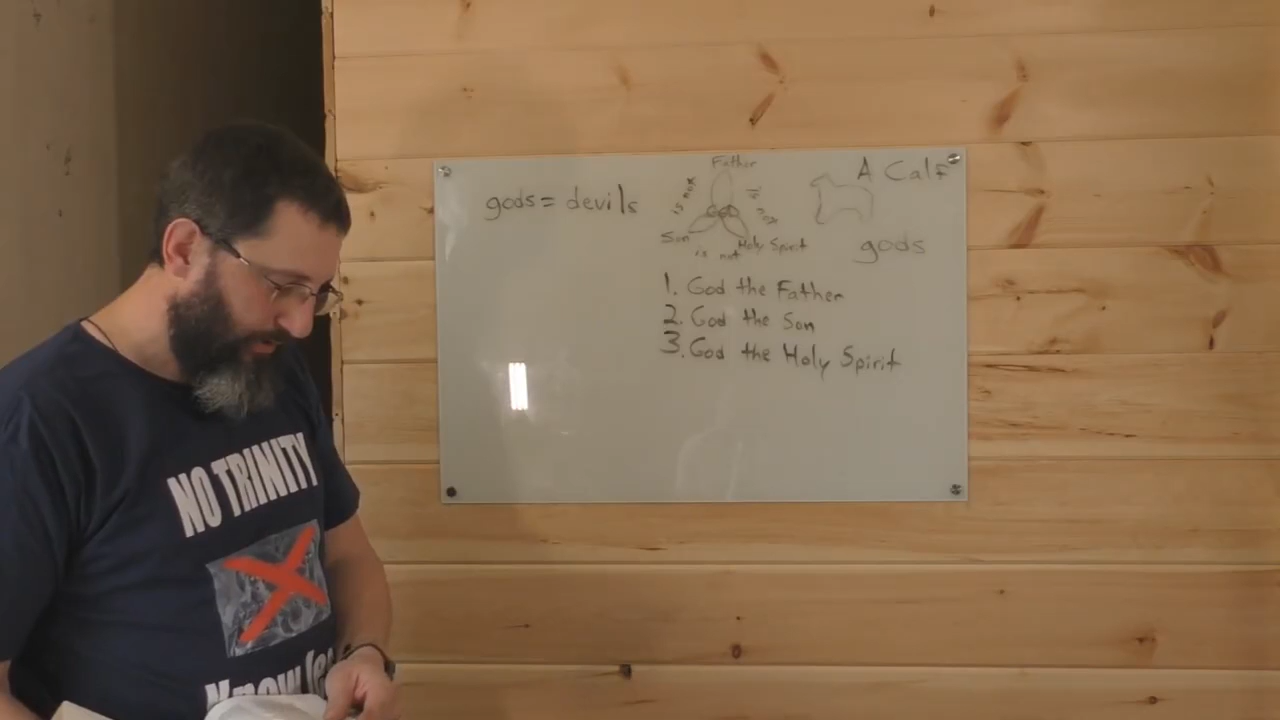 gods = devils
Father
is not
is not
God
Son
is not
Holy Spirit
A Calf
gods
1. God the Father
2. God the Son
3. God the Holy Spirit
NO TRINITY